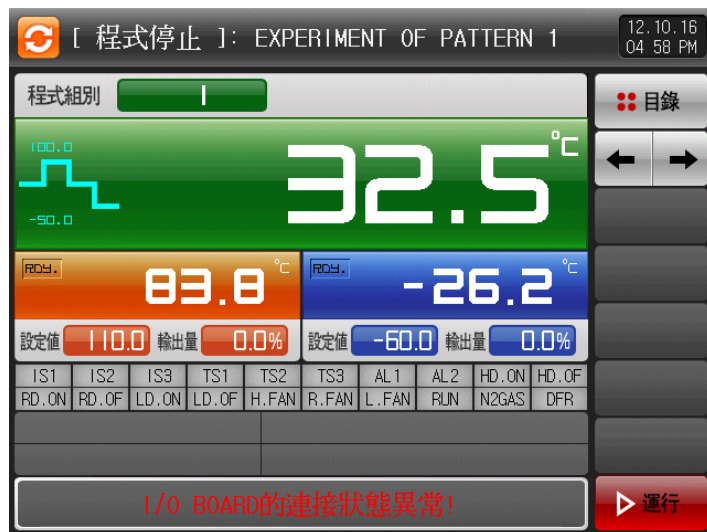 [ 程式停止 ]: EXPERIMENT OF PATTERN 1
12.10.16
04 58 PM
程式組別 1
目錄
100.0
-50.0
32.5 °C
RDY. 83.8 °C
RDY. -26.2 °C
設定值 110.0 輸出量 0.0%
設定值 -60.0 輸出量 0.0%
IS1 IS2 IS3 TS1 TS2 TS3 AL1 AL2 HD.ON HD.OF
RD.ON RD.OF LD.ON LD.OF H.FAN R.FAN L.FAN RUN N2GAS DFR
I/O BOARD的連接狀態異常!
運行